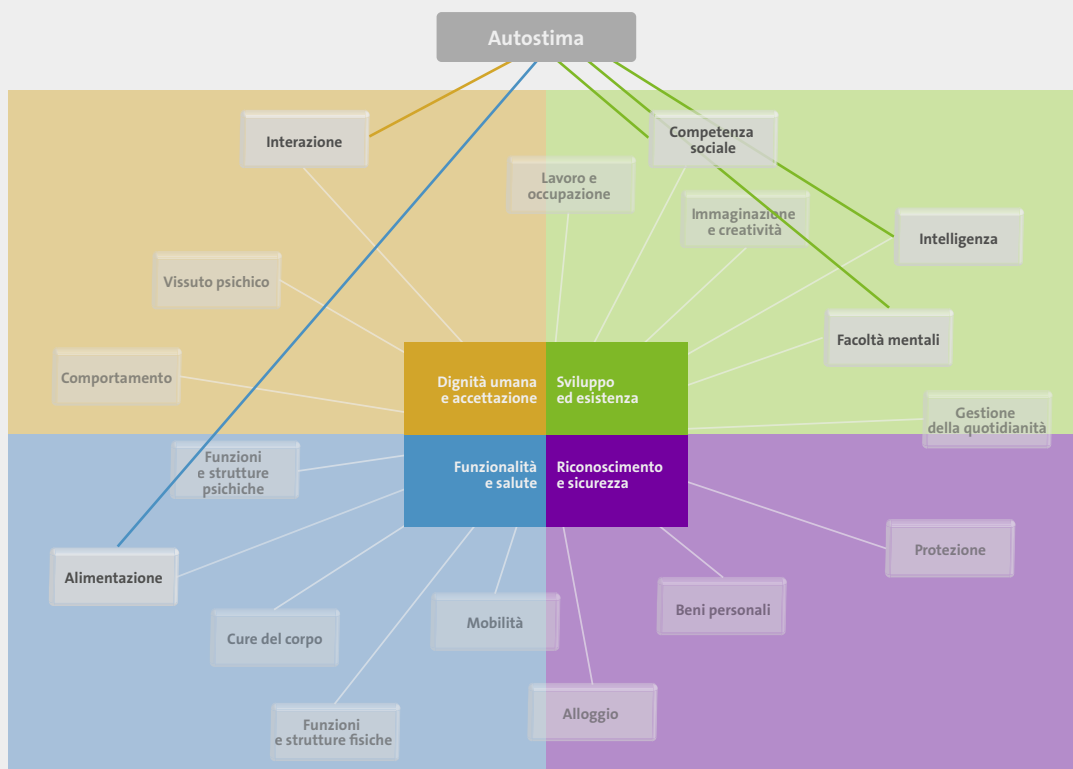 Autostima
Interazione
Competenza
sociale
Lavoro e
occupazione
Immaginazione
e creatività
Intelligenza
Vissuto psichico
Facoltà mentali
Comportamento
Dignità umana
e accettazione
Sviluppo
ed esistenza
Gestione
della quotidianità
Funzioni
e strutture
psichiche
Funzionalità
e salute
Riconoscimento
e sicurezza
Alimentazione
Protezione
Cure del corpo
Mobilità
Beni personali
Funzioni
e strutture fisiche
Alloggio